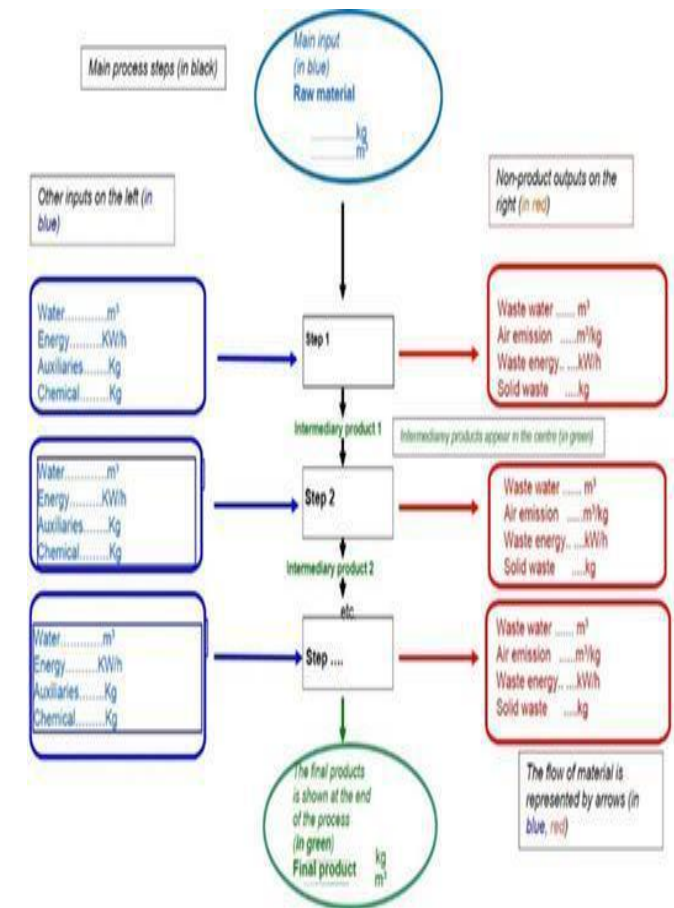 Main input
(in blue)
Raw material
............kg
............m³
Main process steps (in black)
Other inputs on the left (in
blue)
Non-product outputs on the
right (in red)
Water...........m³
Energy.........KW/h
Auxiliaries.......Kg
Chemical........Kg
Step 1
Waste water ...... m³
Air emission .....m³/kg
Waste energy.. ....kW/h
Solid waste .....kg
Intermediary product 1
Intermediarey products appear in the centre (in green)
Water...........m³
Energy.........KW/h
Auxiliaries.......Kg
Chemical........Kg
Step 2
Waste water ...... m³
Air emission .....m³/kg
Waste energy.. ....kW/h
Solid waste .....kg
Intermediary product 2
etc.
Water...........m³
Energy.........KW/h
Auxiliaries.......Kg
Chemical........Kg
Step ....
Waste water ...... m³
Air emission .....m³/kg
Waste energy.. ....kW/h
Solid waste .....kg
The final products
is shown at the end
of the process
(in green)
Final product kg
............ m³
The flow of material is
represented by arrows (in
blue, red)